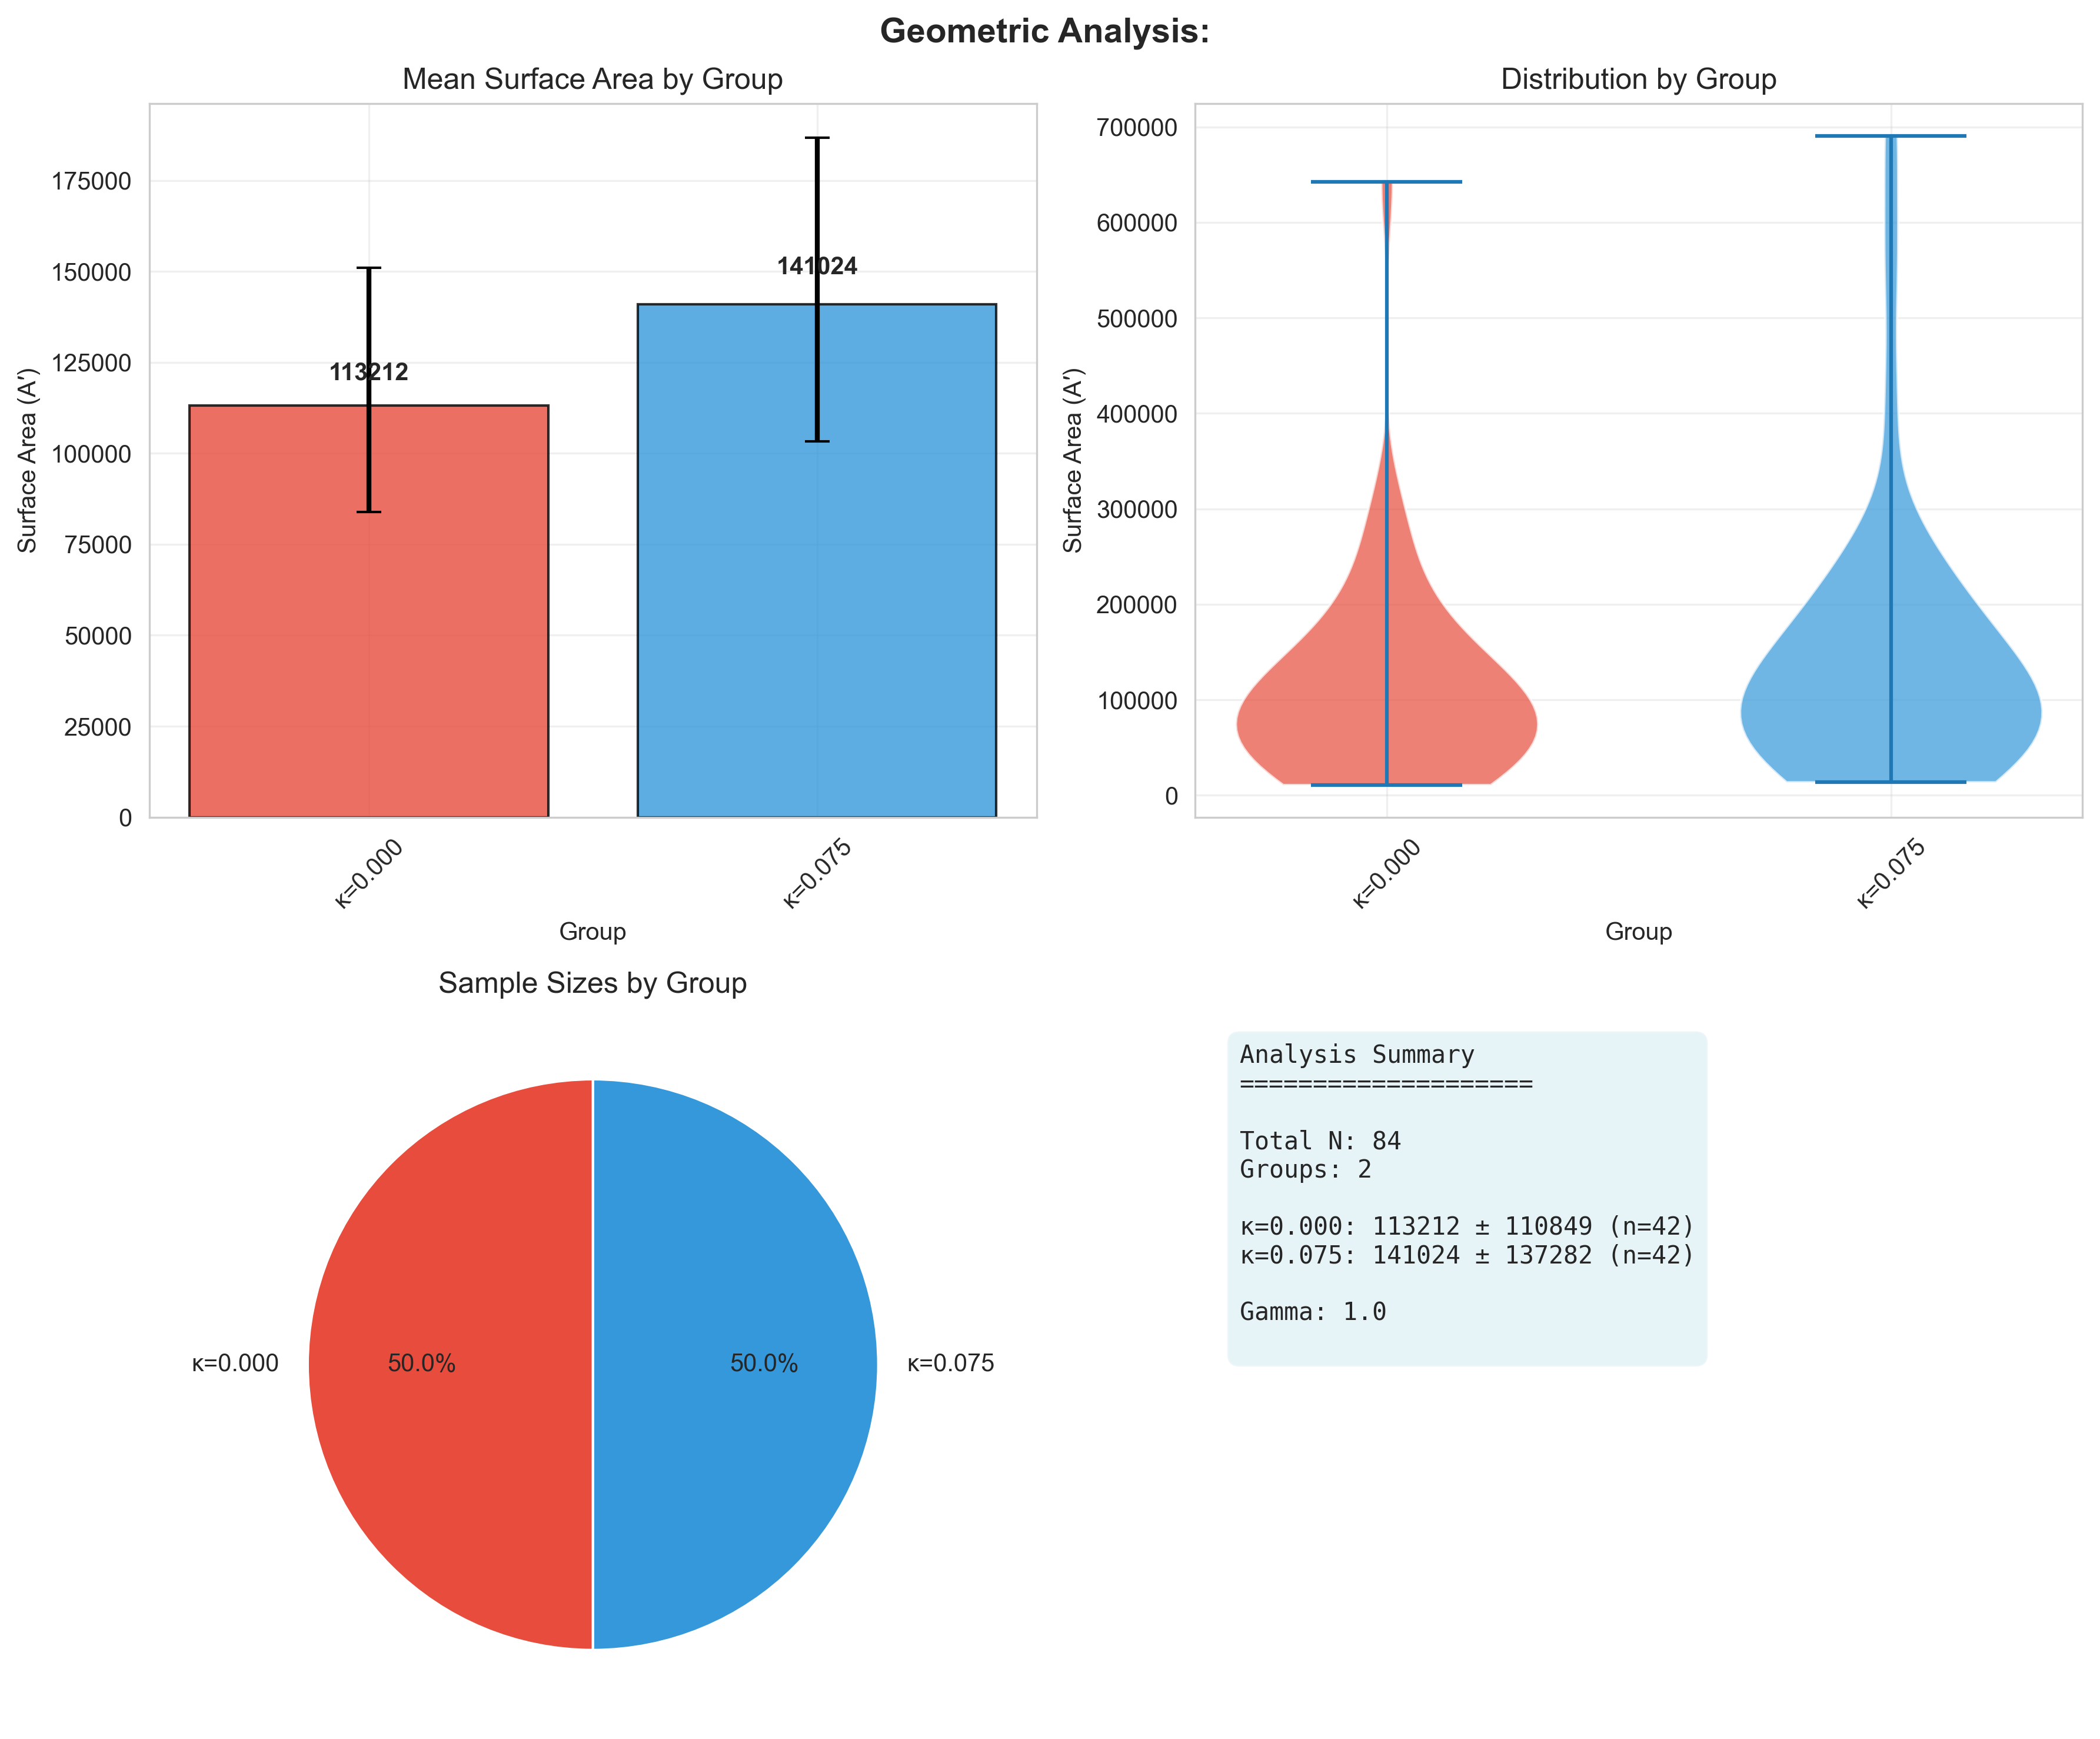 Geometric Analysis:
Mean Surface Area by Group
Surface Area (A′)
175000
150000
125000
100000
75000
50000
25000
0
113212
141024
κ=0.000
κ=0.075
Group
Distribution by Group
Surface Area (A′)
700000
600000
500000
400000
300000
200000
100000
0
κ=0.000
κ=0.075
Group
Sample Sizes by Group
κ=0.000
50.0%
50.0%
κ=0.075
Analysis Summary
====================
Total N: 84
Groups: 2
κ=0.000: 113212 ± 110849 (n=42)
κ=0.075: 141024 ± 137282 (n=42)
Gamma: 1.0